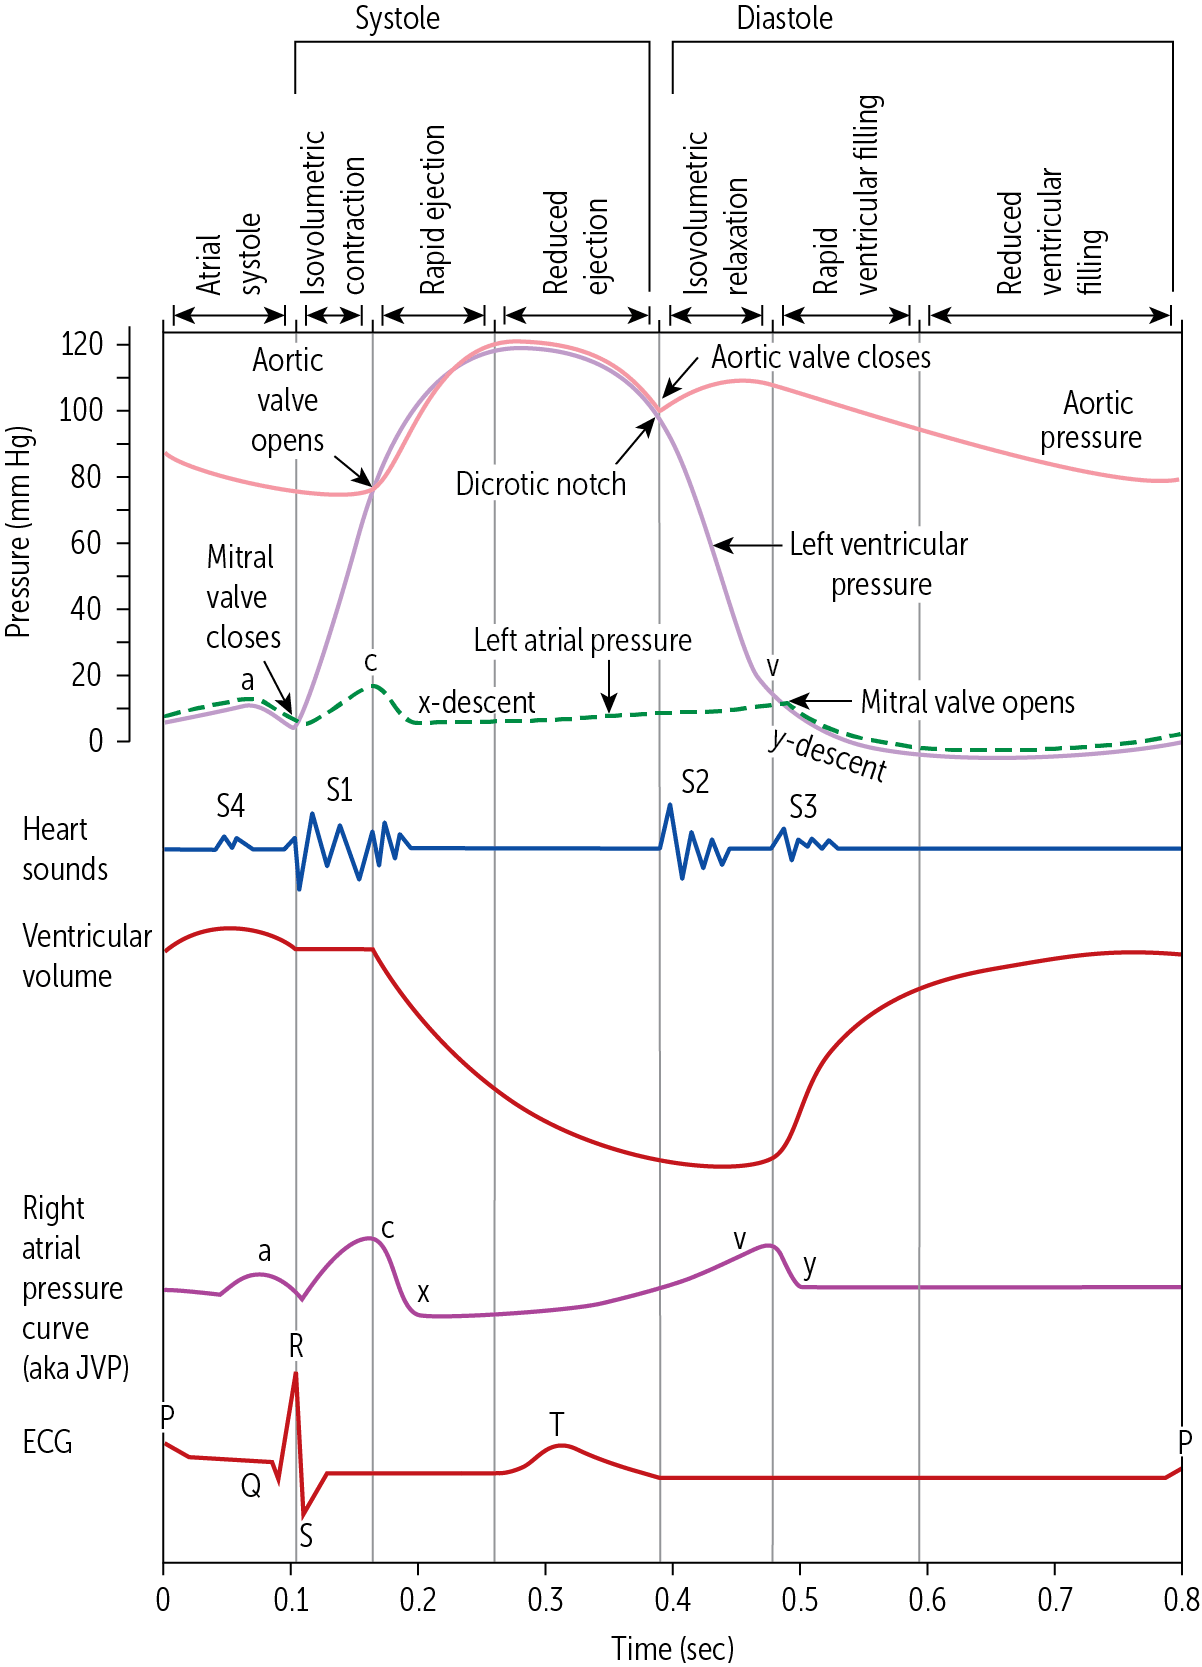 Systole
Diastole
Atrial
systole
Isovolumetric
contraction
Rapid ejection
Reduced
ejection
Isovolumetric
relaxation
Rapid
ventricular filling
Reduced
ventricular
filling
Pressure (mm Hg)
120
100
80
60
40
20
0
Aortic
valve
opens
Aortic valve closes
Aortic
pressure
Dicrotic notch
Mitral
valve
closes
Left ventricular
pressure
Left atrial pressure
a
c
x-descent
v
Mitral valve opens
y-descent
Heart
sounds
S4
S1
S2
S3
Ventricular
volume
Right
atrial
pressure
curve
(aka JVP)
a
c
x
v
y
ECG
P
Q
R
S
T
P
0
0.1
0.2
0.3
0.4
0.5
0.6
0.7
0.8
Time (sec)